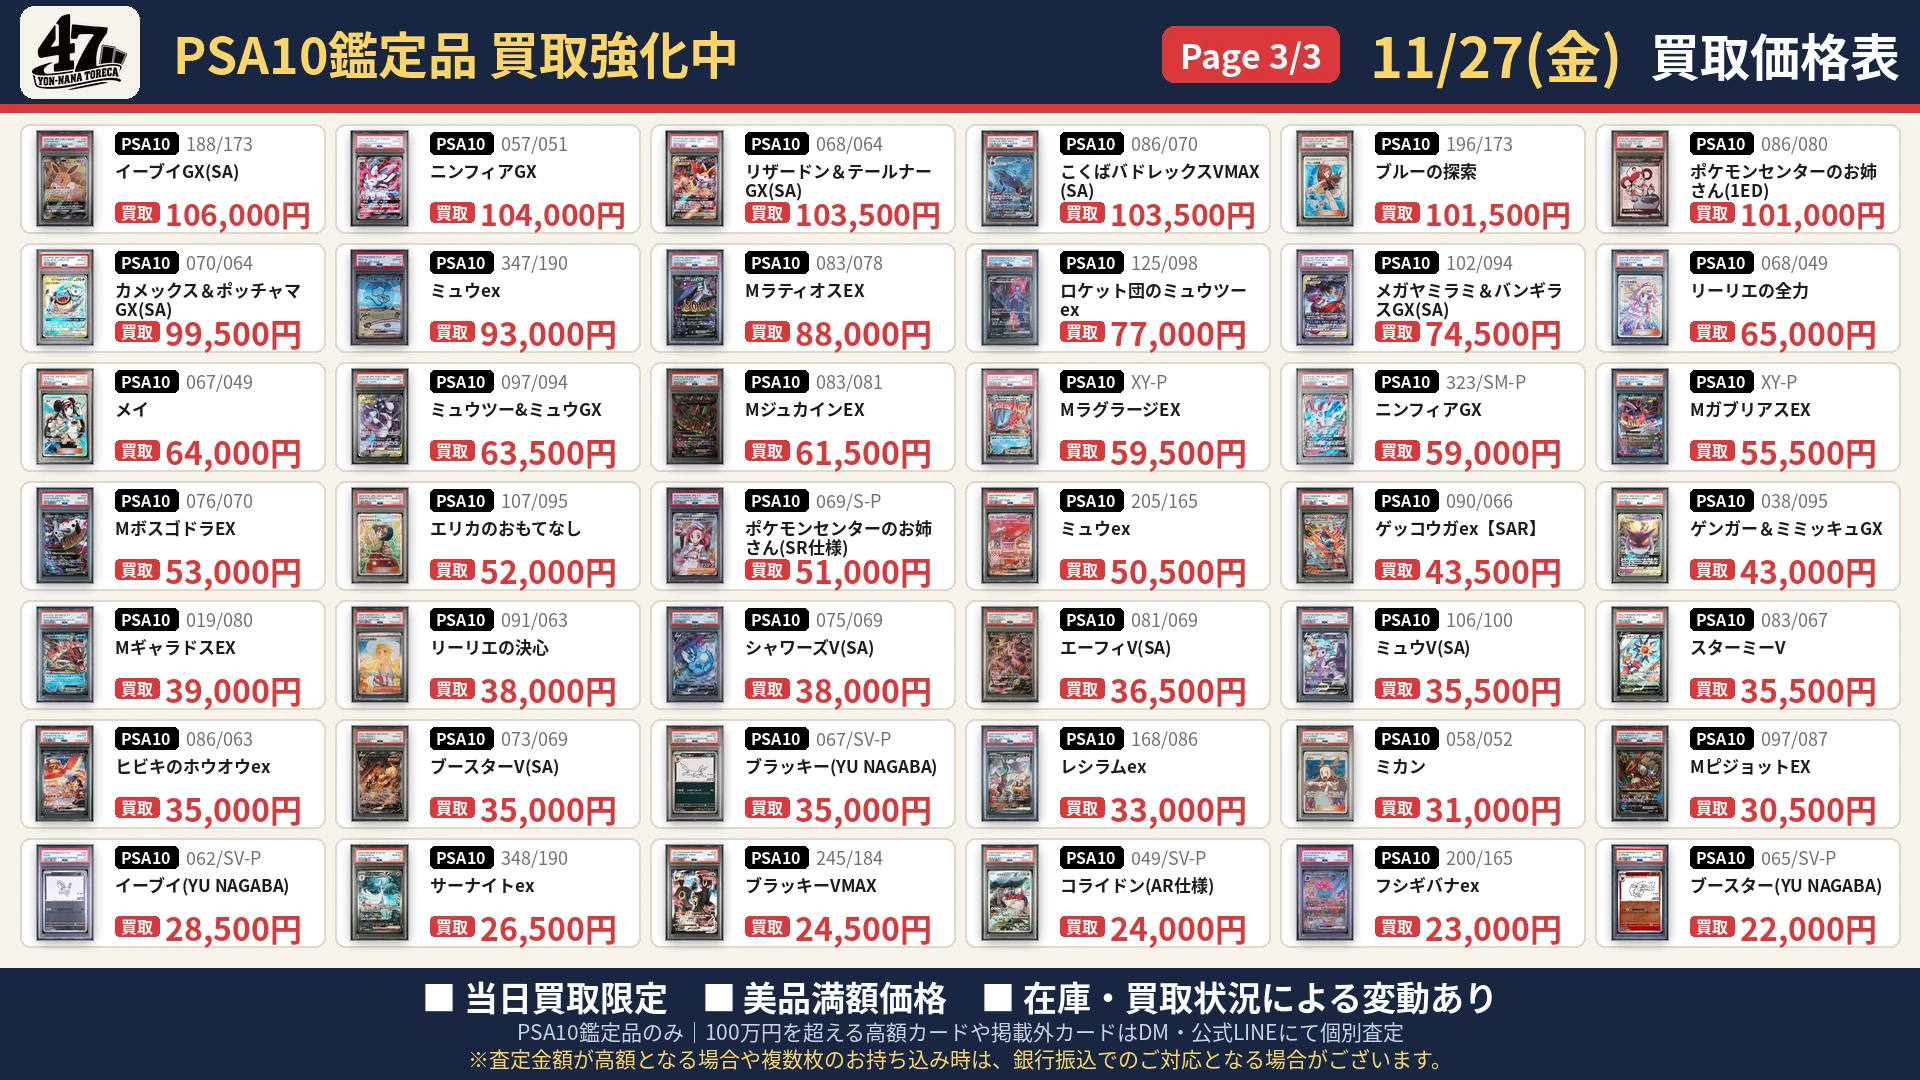 47
YON-NANA TORECA
PSA10鑑定品 買取強化中
Page 3/3
11/27(金) 買取価格表
PSA10 188/173
イーブイGX(SA)
買取 106,000円
PSA10 057/051
ニンフィアGX
買取 104,000円
PSA10 068/064
リザードン＆テールナー
GX(SA)
買取 103,500円
PSA10 086/070
こくばバドレックスVMAX
(SA)
買取 103,500円
PSA10 196/173
ブルーの探索
買取 101,500円
PSA10 086/080
ポケモンセンターのお姉
さん(1ED)
買取 101,000円
PSA10 070/064
カメックス＆ポッチャマ
GX(SA)
買取 99,500円
PSA10 347/190
ミュウex
買取 93,000円
PSA10 083/078
MラティオスEX
買取 88,000円
PSA10 125/098
ロケット団のミュウツー
ex
買取 77,000円
PSA10 102/094
メガヤミラミ＆バンギラ
スGX(SA)
買取 74,500円
PSA10 068/049
リーリエの全力
買取 65,000円
PSA10 067/049
メイ
買取 64,000円
PSA10 097/094
ミュウツー&ミュウGX
買取 63,500円
PSA10 083/081
MジュカインEX
買取 61,500円
PSA10 XY-P
MラグラージEX
買取 59,500円
PSA10 323/SM-P
ニンフィアGX
買取 59,000円
PSA10 XY-P
MガブリアスEX
買取 55,500円
PSA10 076/070
MボスゴドラEX
買取 53,000円
PSA10 107/095
エリカのおもてなし
買取 52,000円
PSA10 069/S-P
ポケモンセンターのお姉
さん(SR仕様)
買取 51,000円
PSA10 205/165
ミュウex
買取 50,500円
PSA10 090/066
ゲッコウガex【SAR】
買取 43,500円
PSA10 038/095
ゲンガー＆ミミッキュGX
買取 43,000円
PSA10 019/080
MギャラドスEX
買取 39,000円
PSA10 091/063
リーリエの決心
買取 38,000円
PSA10 075/069
シャワーズV(SA)
買取 38,000円
PSA10 081/069
エーフィV(SA)
買取 36,500円
PSA10 106/100
ミュウV(SA)
買取 35,500円
PSA10 083/067
スターミーV
買取 35,500円
PSA10 086/063
ヒビキのホウオウex
買取 35,000円
PSA10 073/069
ブースターV(SA)
買取 35,000円
PSA10 067/SV-P
ブラッキー(YU NAGABA)
買取 35,000円
PSA10 168/086
レシラムex
買取 33,000円
PSA10 058/052
ミカン
買取 31,000円
PSA10 097/087
MピジョットEX
買取 30,500円
PSA10 062/SV-P
イーブイ(YU NAGABA)
買取 28,500円
PSA10 348/190
サーナイトex
買取 26,500円
PSA10 245/184
ブラッキーVMAX
買取 24,500円
PSA10 049/SV-P
コライドン(AR仕様)
買取 24,000円
PSA10 200/165
フシギバナex
買取 23,000円
PSA10 065/SV-P
ブースター(YU NAGABA)
買取 22,000円
■ 当日買取限定 ■ 美品満額価格 ■ 在庫・買取状況による変動あり
PSA10鑑定品のみ｜100万円を超える高額カードや掲載外カードはDM・公式LINEにて個別査定
※査定金額が高額となる場合や複数枚のお持ち込み時は、銀行振込でのご対応となる場合がございます。